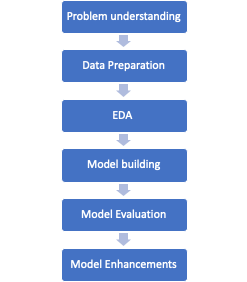 Problem understanding
Data Preparation
EDA
Model building
Model Evaluation
Model Enhancements